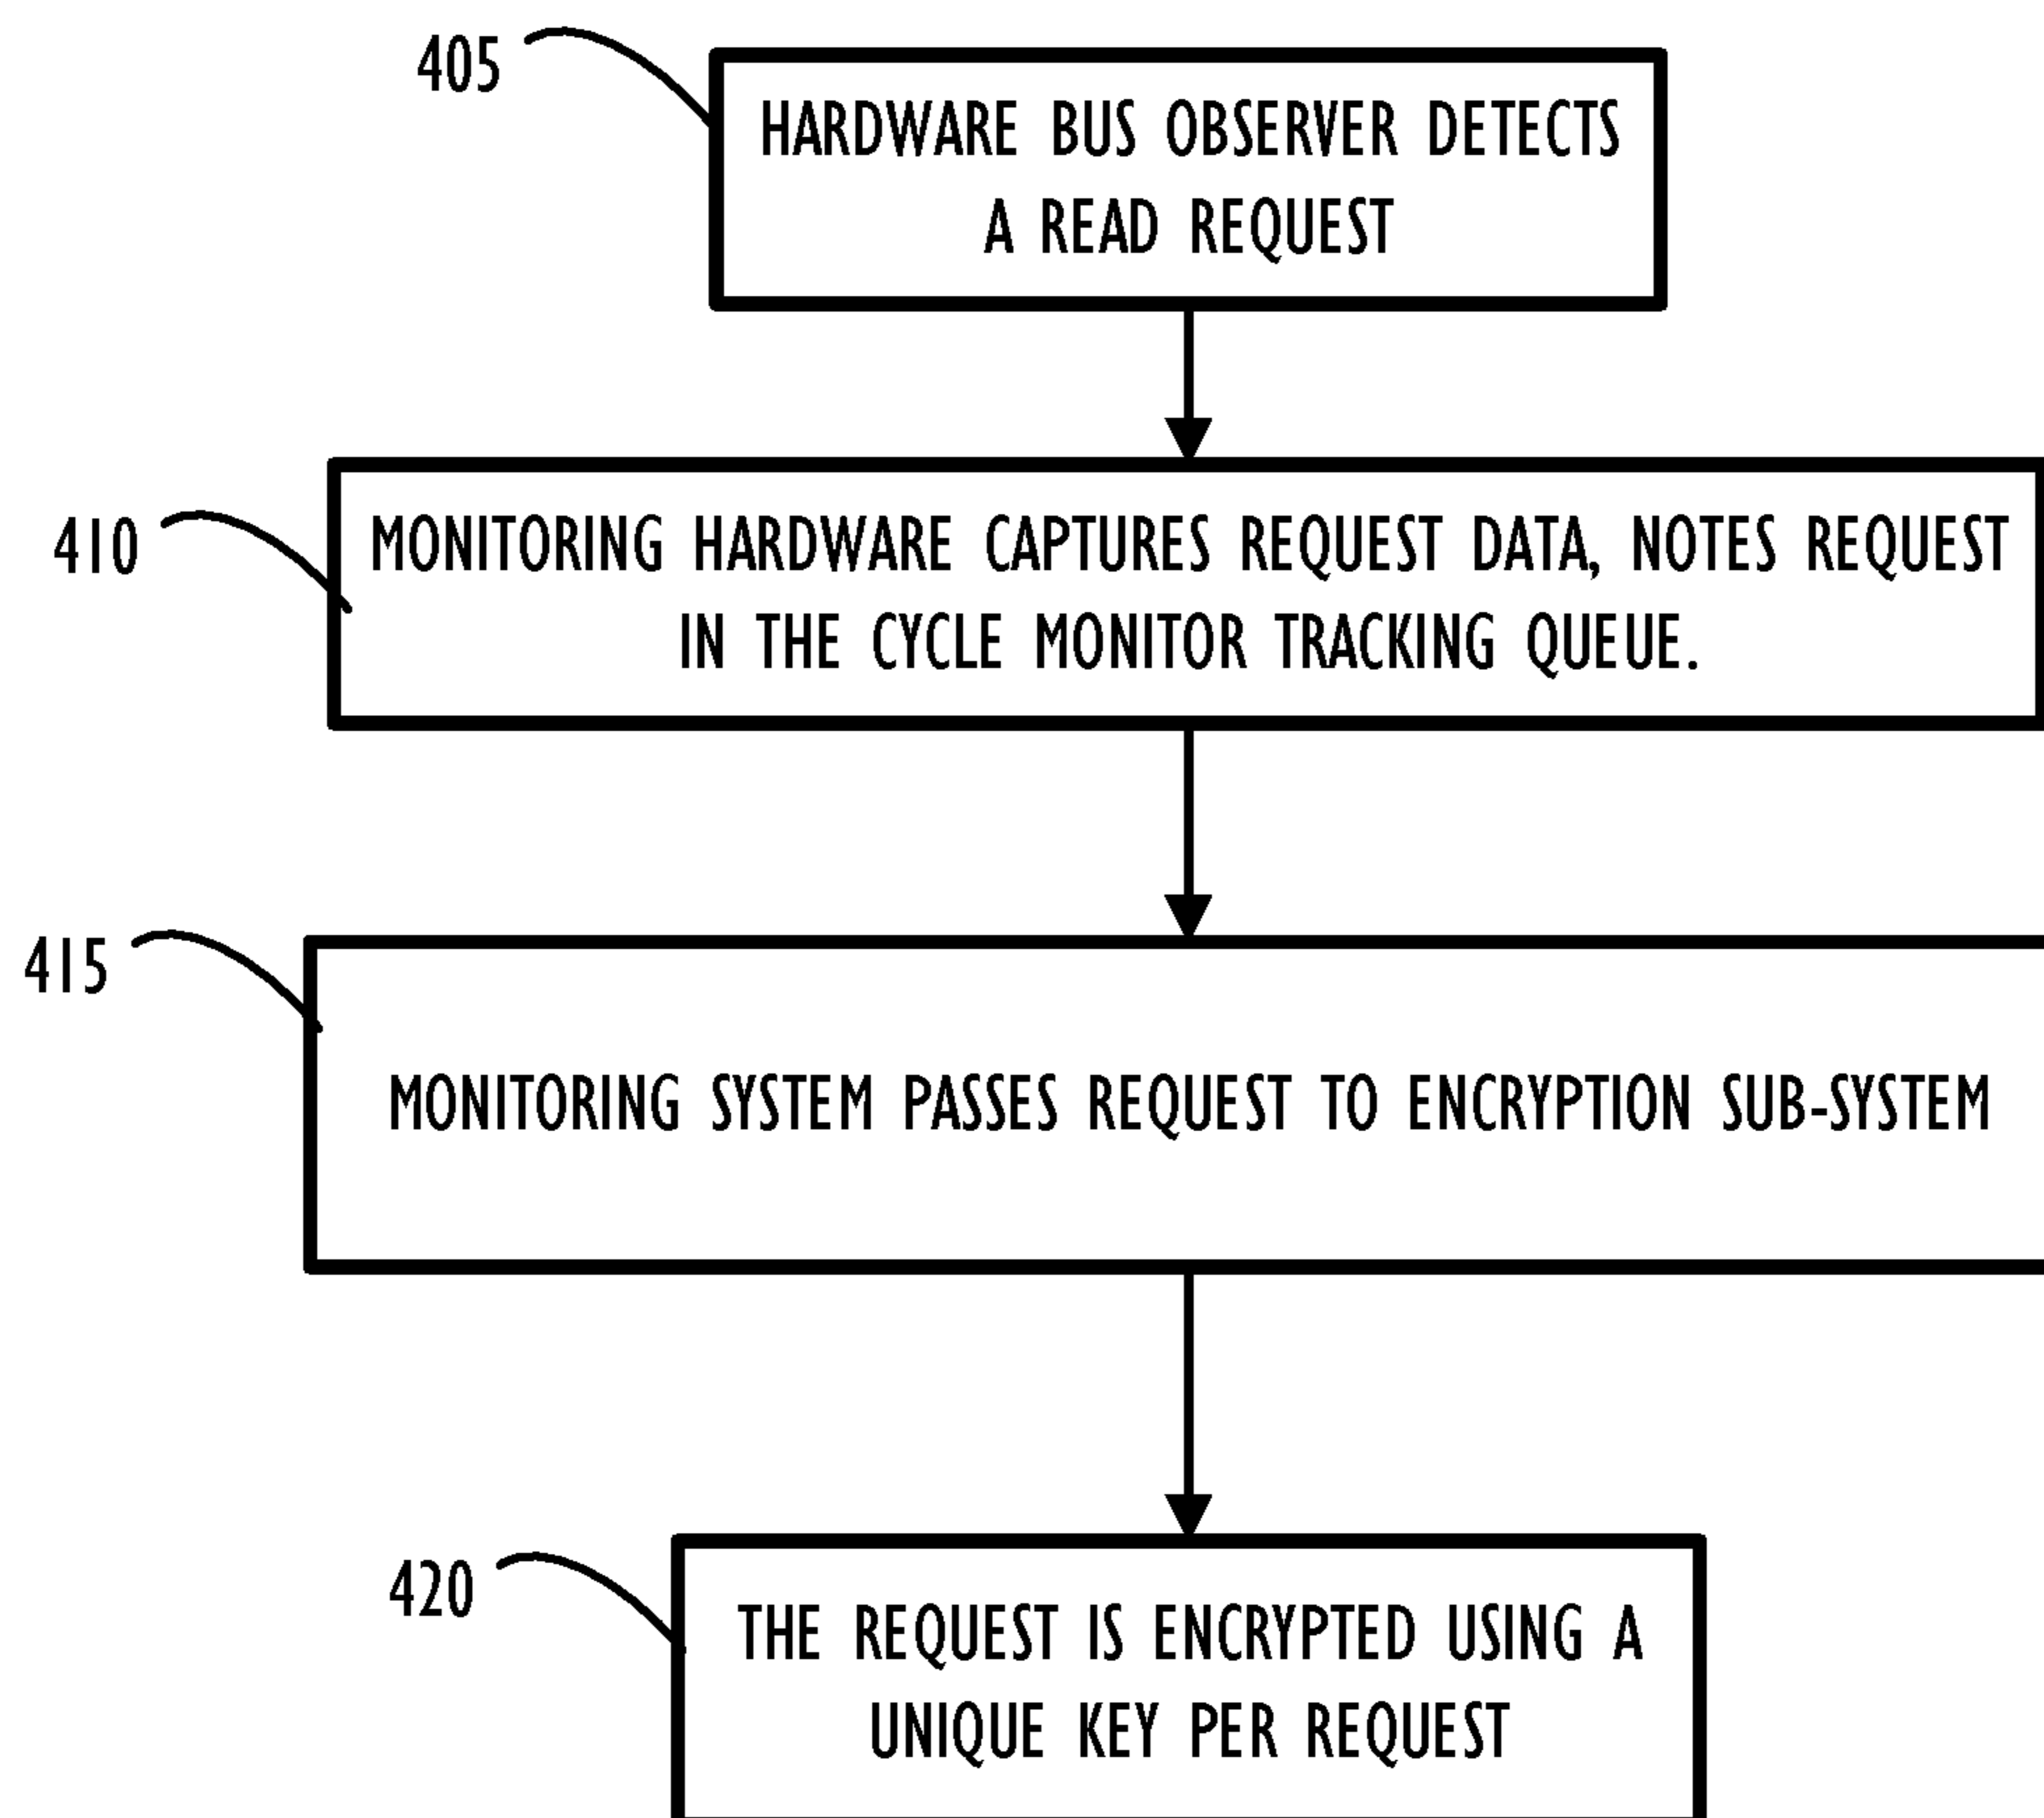 405
HARDWARE BUS OBSERVER DETECTS
A READ REQUEST
410
MONITORING HARDWARE CAPTURES REQUEST DATA, NOTES REQUEST
IN THE CYCLE MONITOR TRACKING QUEUE.
415
MONITORING SYSTEM PASSES REQUEST TO ENCRYPTION SUB-SYSTEM
420
THE REQUEST IS ENCRYPTED USING A
UNIQUE KEY PER REQUEST